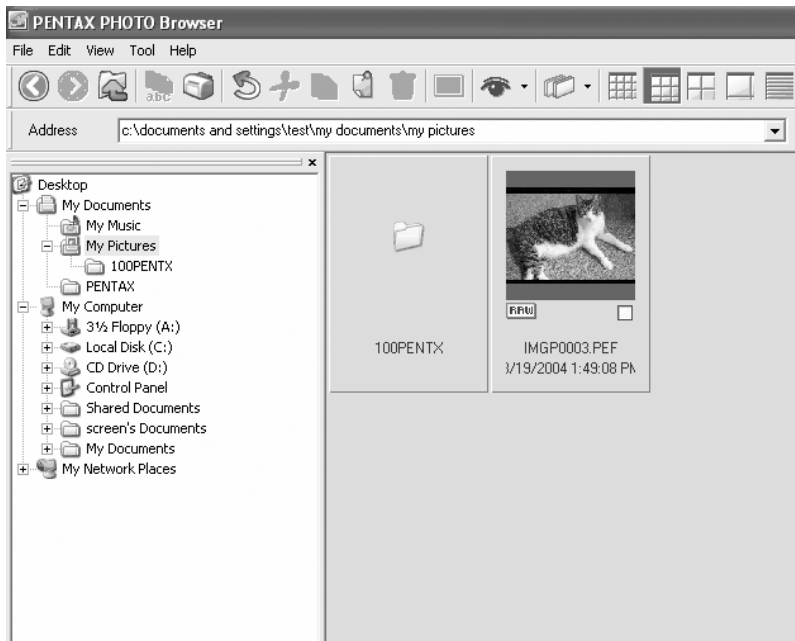 PENTAX PHOTO Browser
File Edit View Tool Help
abc
Address c:\documents and settings\test\my documents\my pictures
x
Desktop
My Documents
My Music
My Pictures
100PENTX
PENTAX
My Computer
3½ Floppy (A:)
Local Disk (C:)
CD Drive (D:)
Control Panel
Shared Documents
screen's Documents
My Documents
My Network Places
RAW
100PENTX IMGP0003.PEF
/19/2004 1:49:08 PM